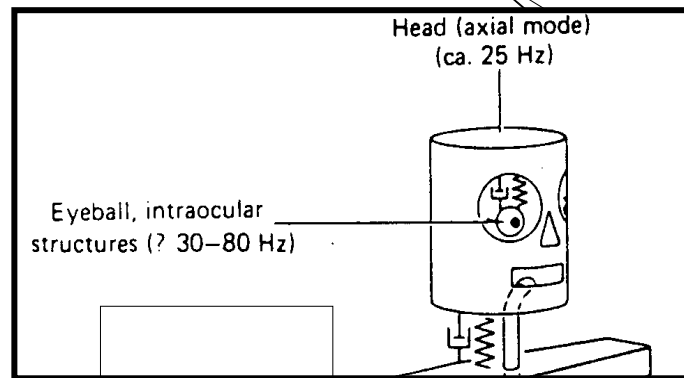 Head (axial mode)
(ca. 25 Hz)
Eyeball, intraocular
structures (? 30–80 Hz)